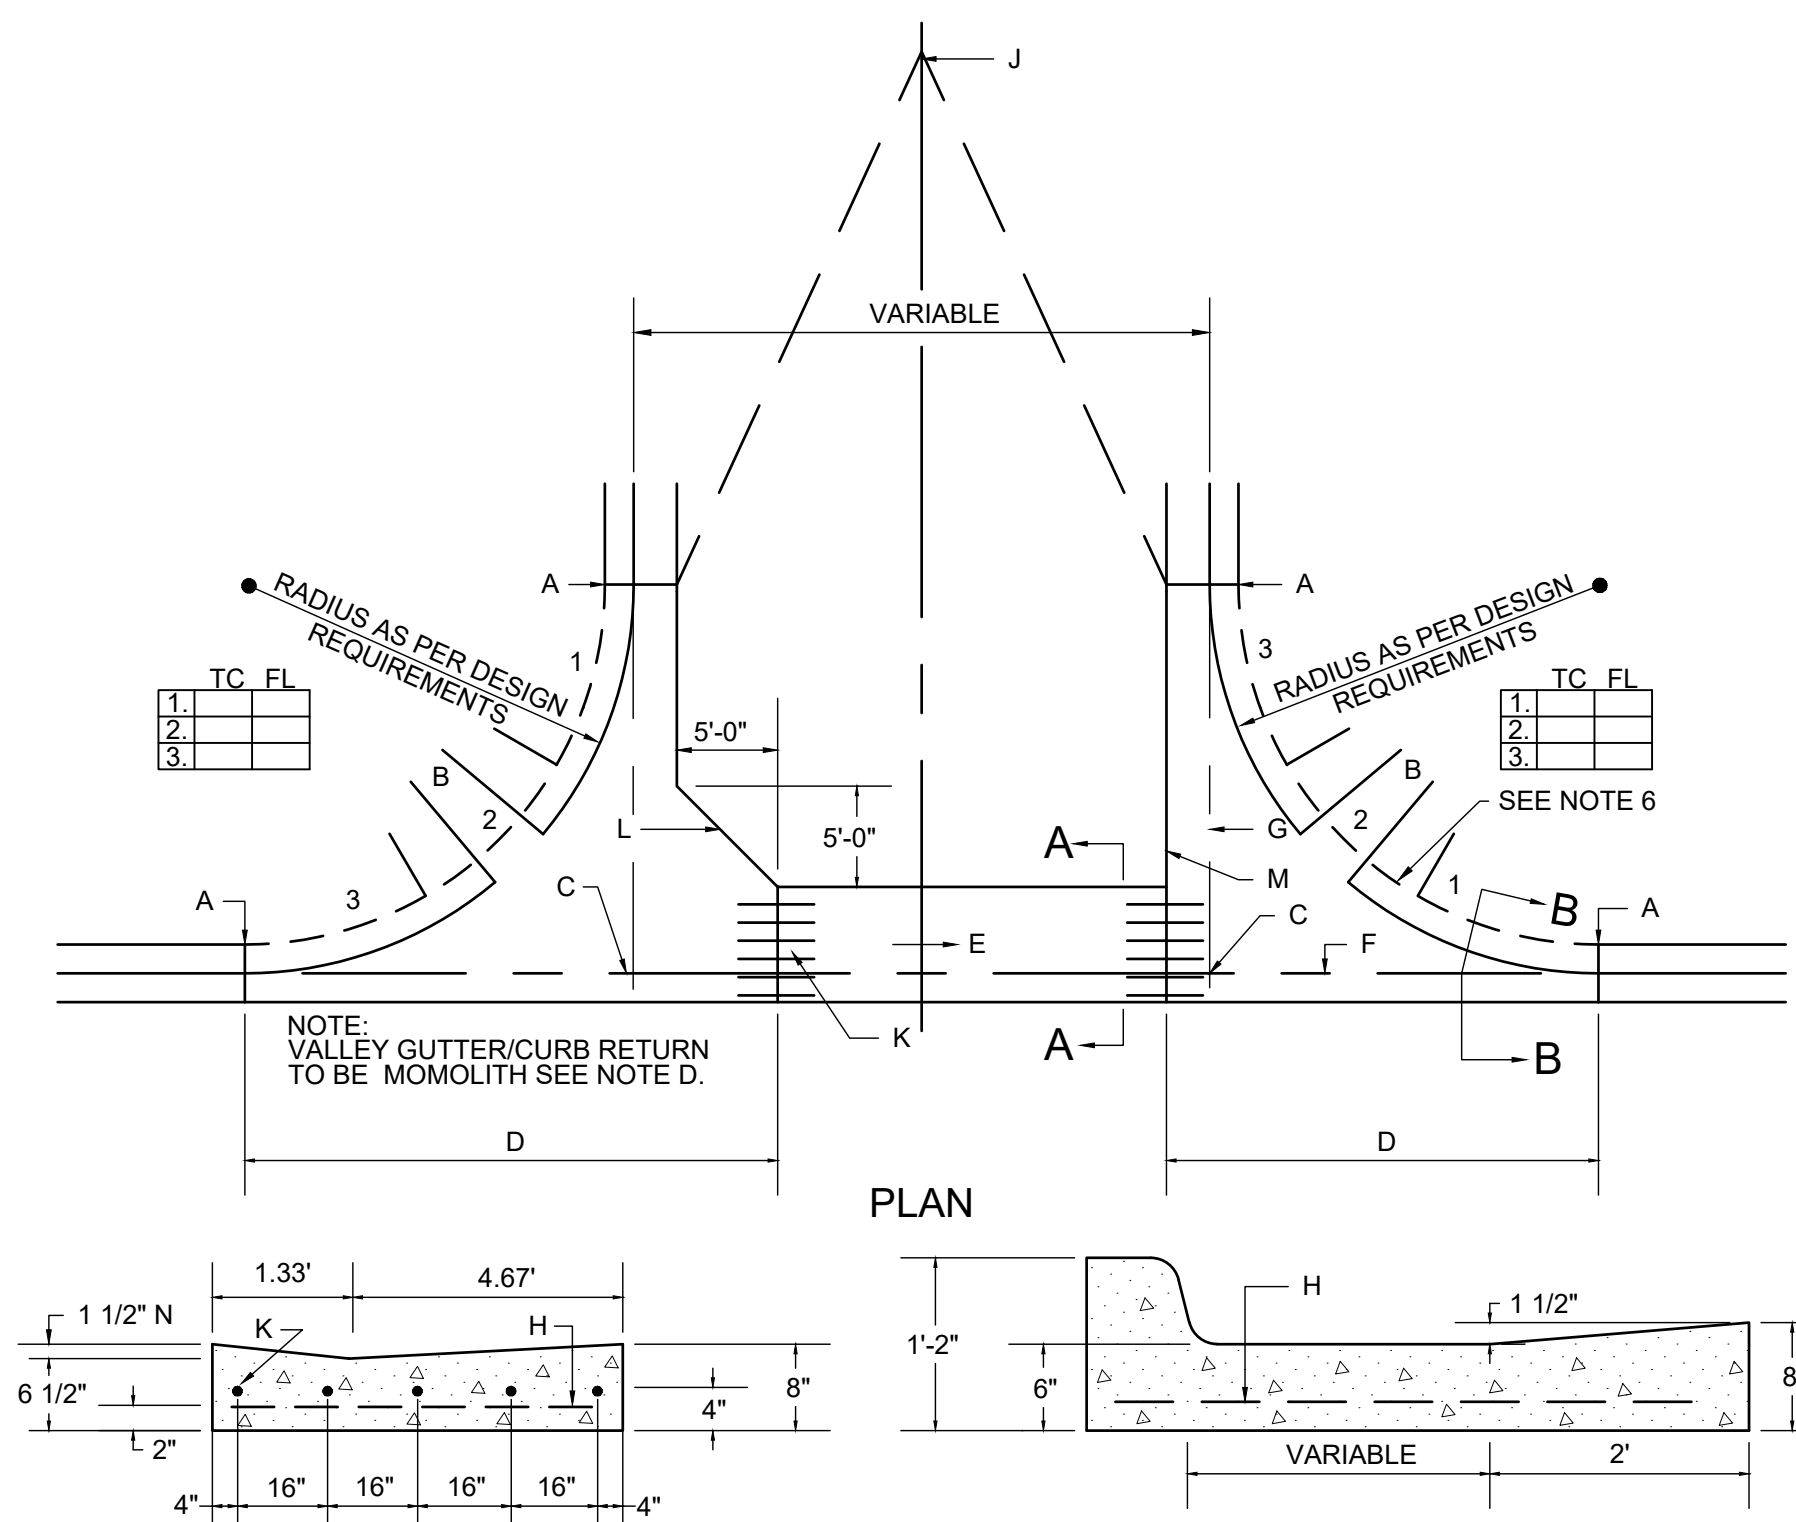 J
VARIABLE
A
A
RADIUS AS PER DESIGN
REQUIREMENTS
RADIUS AS PER DESIGN
REQUIREMENTS
1
3
TC FL
1.
2.
3.
TC FL
1.
2.
3.
5'-0"
B
B
SEE NOTE 6
2
L
5'-0"
A
G
2
3
C
M
1
A
C
B
A
E
F
K
A
B
NOTE:
VALLEY GUTTER/CURB RETURN
TO BE MOMOLITH SEE NOTE D.
D
D
PLAN
1.33'
4.67'
1 1/2" N
K
H
6 1/2"
2"
8"
4"
4"
16"
16"
16"
16"
4"
H
1 1/2"
1'-2"
6"
8
VARIABLE
2'